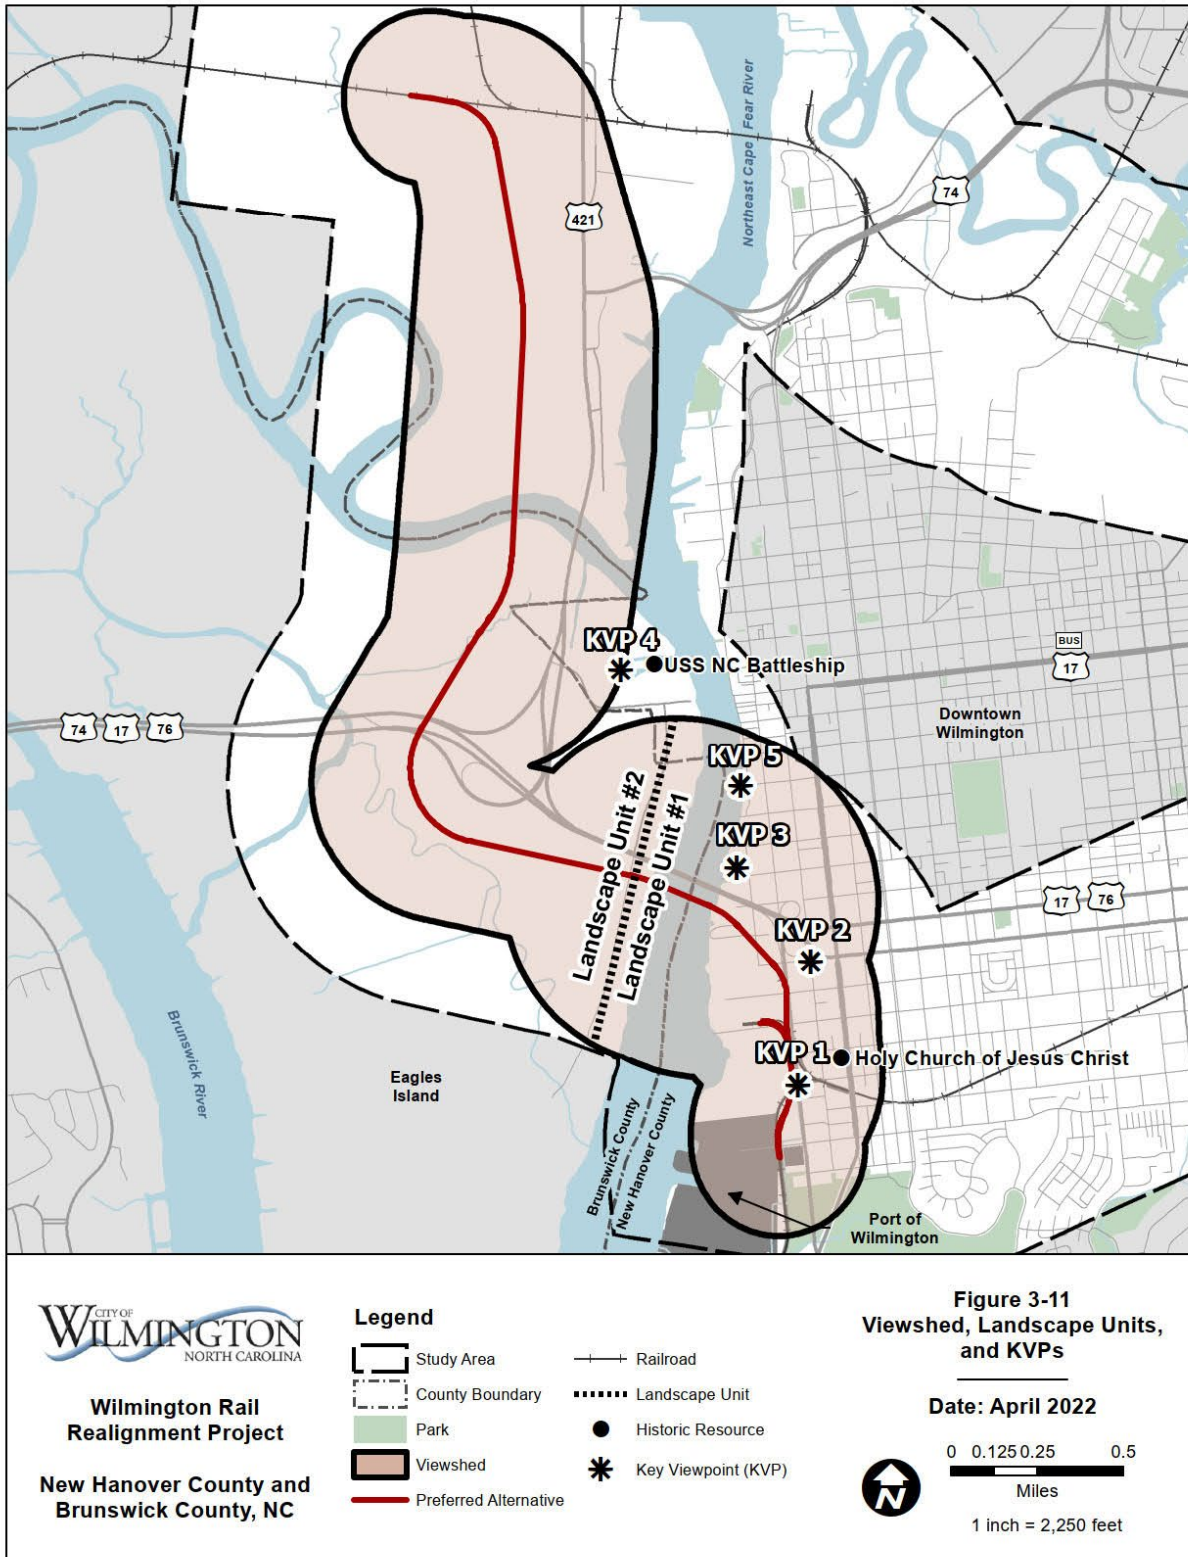 Northeast Cape Fear River
74
421
KVP 4
USS NC Battleship
BUS
17
74
17
76
Downtown
Wilmington
KVP 5
Landscape Unit #2
Landscape Unit #1
KVP 3
17
76
KVP 2
Brunswick River
KVP 1
Holy Church of Jesus Christ
Eagles
Island
Brunswick County
New Hanover County
Port of
Wilmington
CITY OF
WILMINGTON
NORTH CAROLINA
Wilmington Rail
Realignment Project
New Hanover County and
Brunswick County, NC
Legend
Study Area
County Boundary
Park
Viewshed
Preferred Alternative
Railroad
Landscape Unit
Historic Resource
Key Viewpoint (KVP)
Figure 3-11
Viewshed, Landscape Units,
and KVPs
Date: April 2022
N
0 0.125 0.25 0.5
Miles
1 inch = 2,250 feet